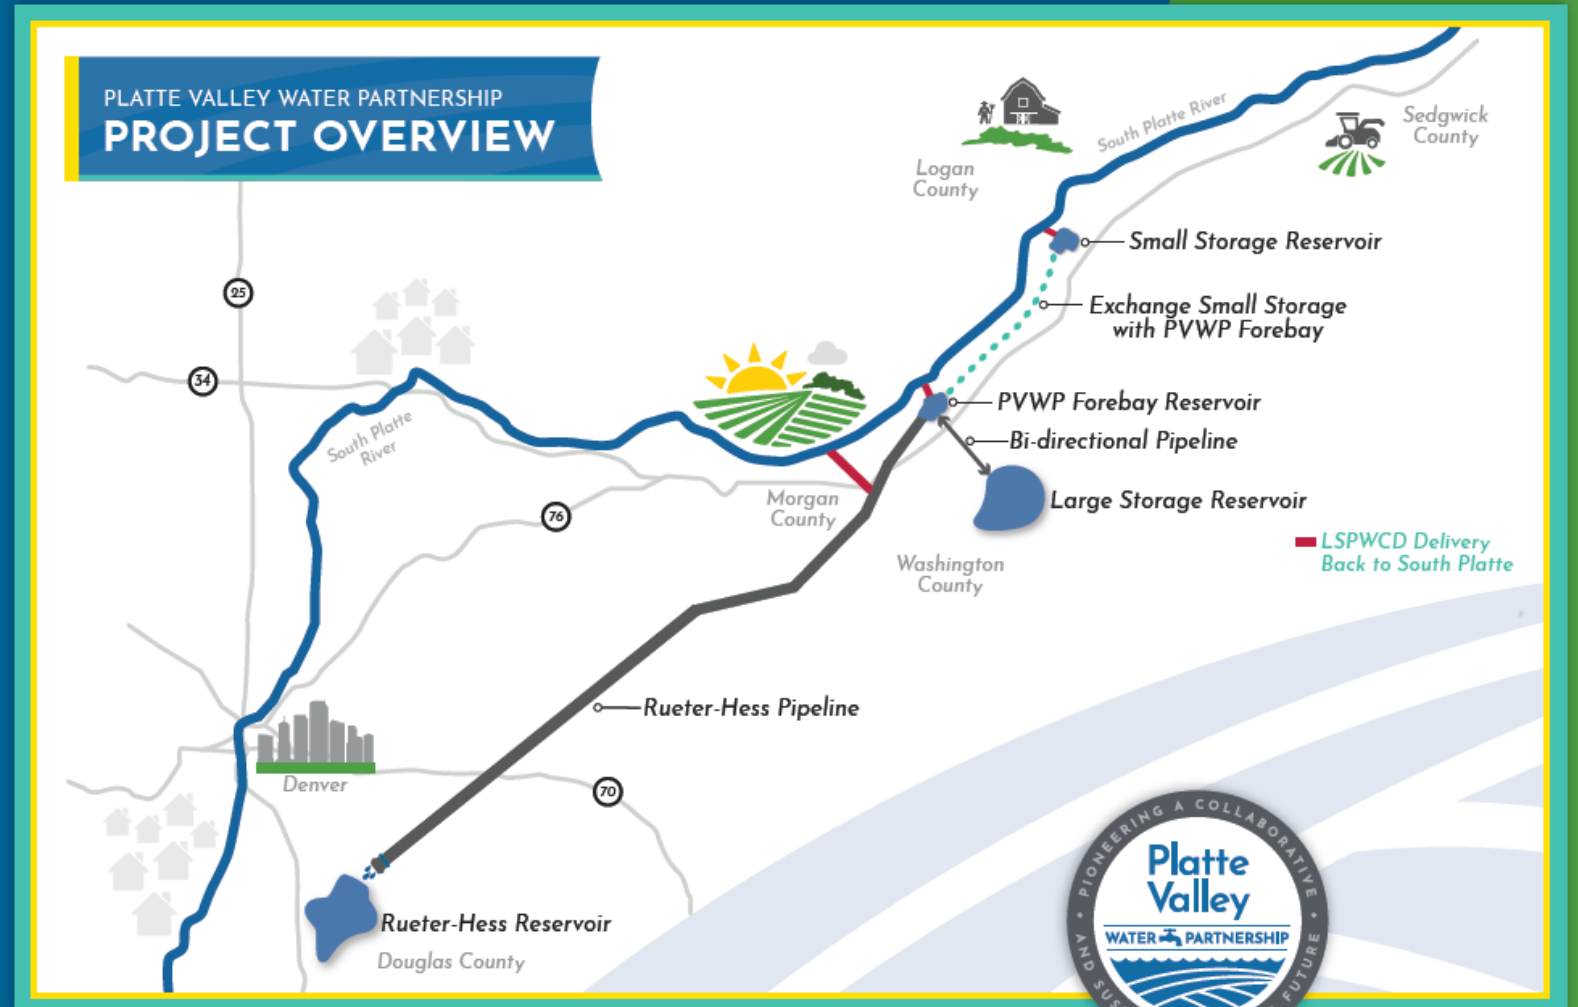 PLATTE VALLEY WATER PARTNERSHIP
PROJECT OVERVIEW
South Platte River
Sedgwick
County
Logan
County
Small Storage Reservoir
25
Exchange Small Storage
with PVWP Forebay
34
PVWP Forebay Reservoir
South Platte
River
Bi-directional Pipeline
Morgan
County
Large Storage Reservoir
76
LSPWCD Delivery
Back to South Platte
Washington
County
Rueter-Hess Pipeline
Denver
70
Rueter-Hess Reservoir
Douglas County
PIONEERING A COLLABORATIVE
Platte
Valley
WATER PARTNERSHIP
AND
FUTURE